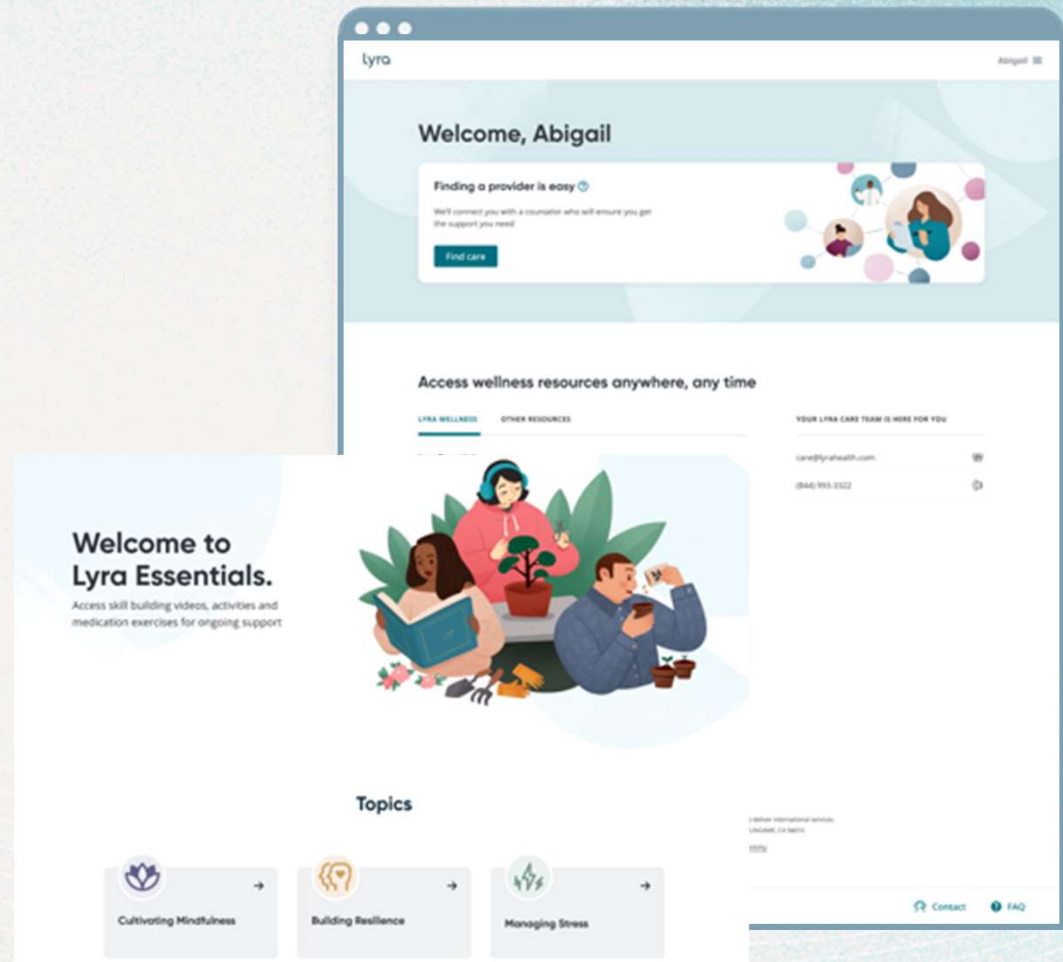 lyra
Abigail
Welcome, Abigail
Finding a provider is easy
We'll connect you with a counselor who will ensure you get
the support you need
Find care
Access wellness resources anywhere, any time
LYRA WELLNESS OTHER RESOURCES
YOUR LYRA CARE TEAM IS HERE FOR YOU
care@lyrahealth.com
(844) 993-3322
Welcome to
Lyra Essentials.
Access skill building videos, activities and
medication exercises for ongoing support
Topics
Cultivating Mindfulness
Building Resilience
Managing Stress
deliver international services,
Contact
FAQ